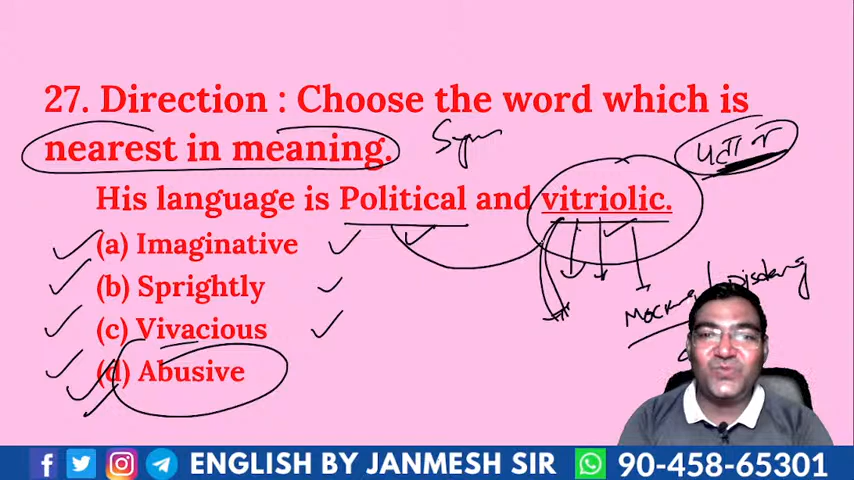 27. Direction : Choose the word which is
nearest in meaning.
His language is Political and vitriolic.
(a) Imaginative
(b) Sprightly
(c) Vivacious
(d) Abusive
f
ENGLISH BY JANMESH SIR
90-458-65301